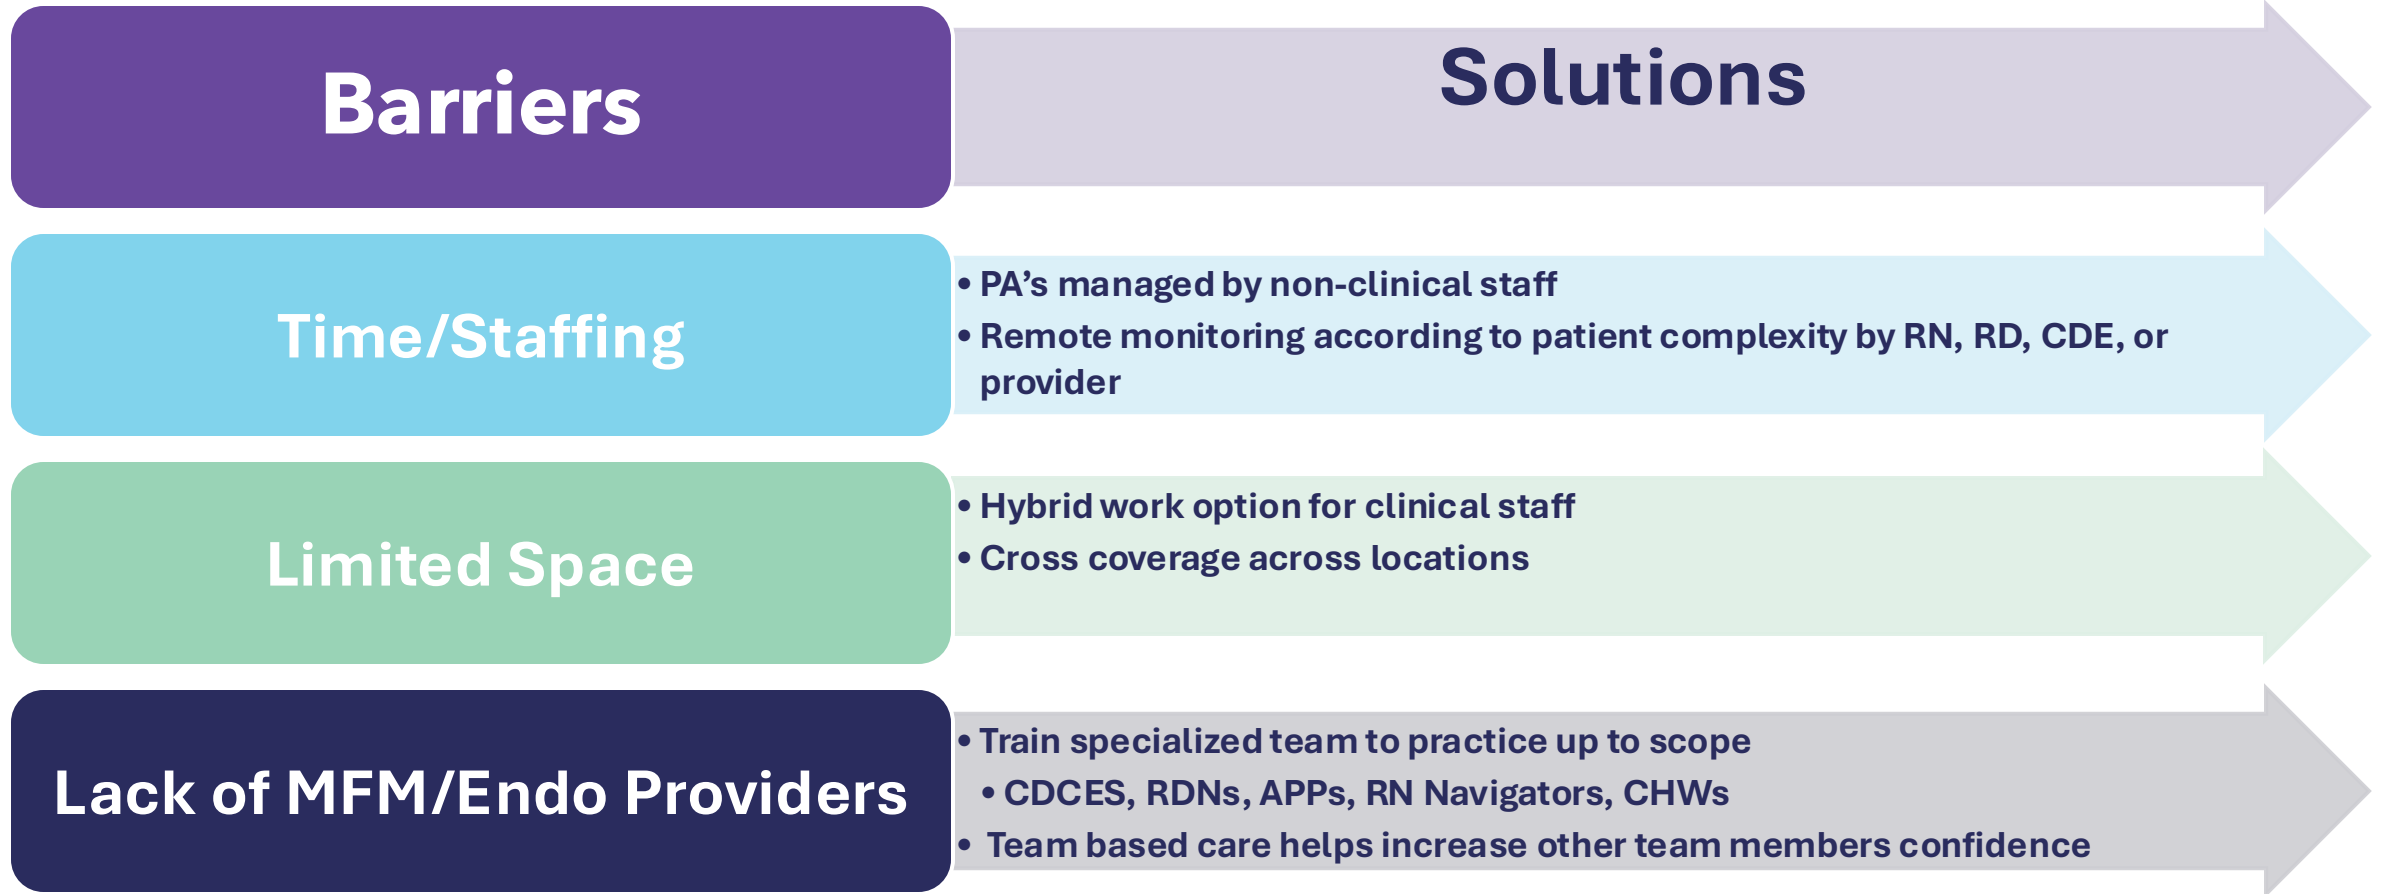 Barriers
Solutions
Time/Staffing
• PA’s managed by non-clinical staff
• Remote monitoring according to patient complexity by RN, RD, CDE, or
provider
Limited Space
• Hybrid work option for clinical staff
• Cross coverage across locations
Lack of MFM/Endo Providers
• Train specialized team to practice up to scope
• CDCES, RDNs, APPs, RN Navigators, CHWs
• Team based care helps increase other team members confidence